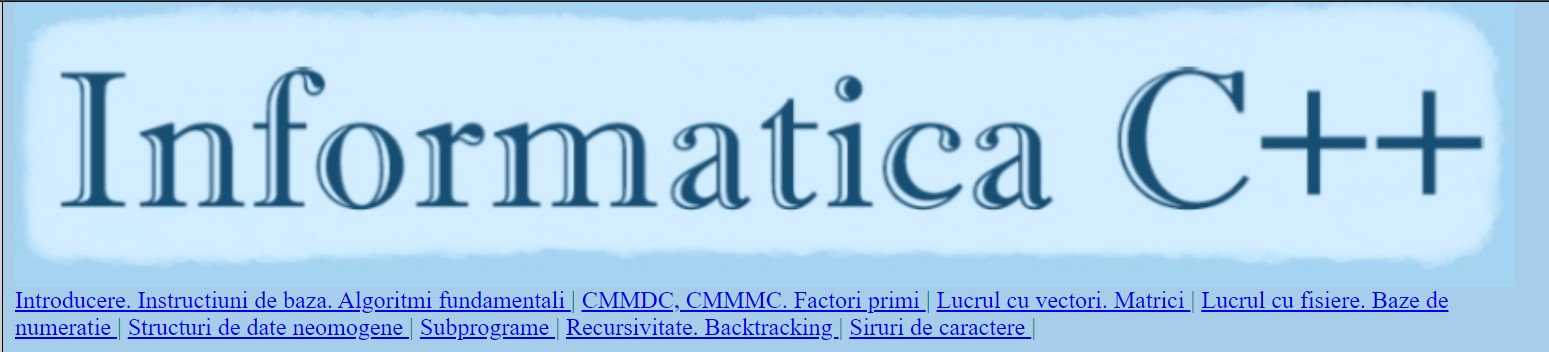 Informatica C++
Introducere. Instructiuni de baza. Algoritmi fundamentali | CMMDC, CMMMC. Factori primi | Lucrul cu vectori. Matrici | Lucrul cu fisiere. Baze de
numeratie | Structuri de date neomogene | Subprograme | Recursivitate. Backtracking | Siruri de caractere |